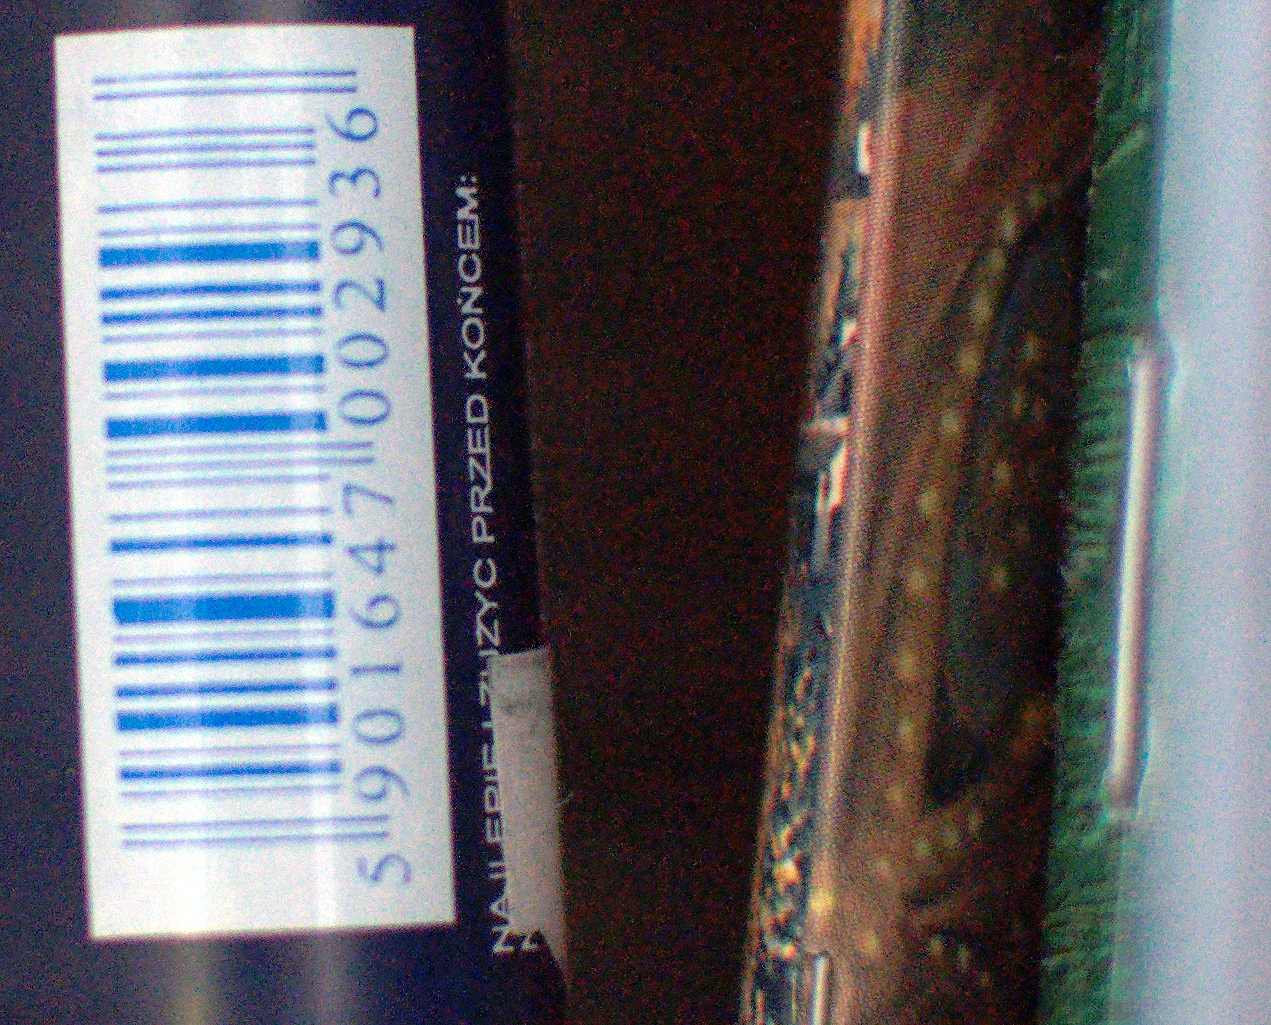 5 901647 002936
NAJLEPIEJ ZUŻYĆ PRZED KOŃCEM: